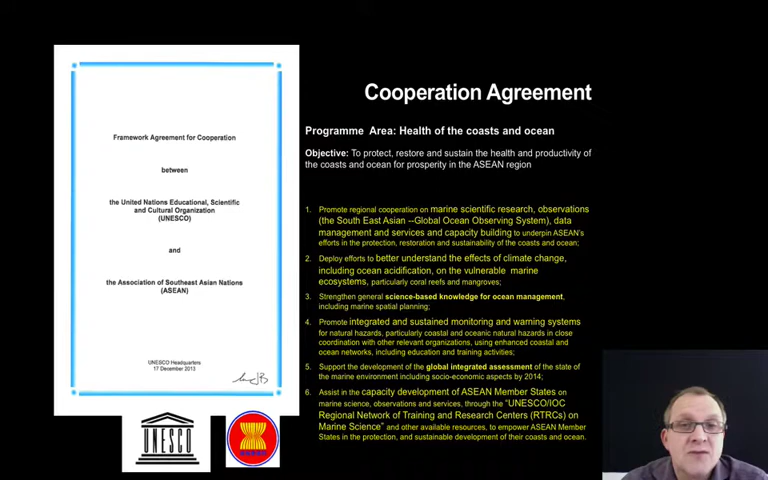 Framework Agreement for Cooperation
between
the United Nations Educational, Scientific
and Cultural Organization
(UNESCO)
and
the Association of Southeast Asian Nations
(ASEAN)
UNESCO Headquarters
17 December 2013
UNESCO
Cooperation Agreement
Programme Area: Health of the coasts and ocean
Objective: To protect, restore and sustain the health and productivity of
the coasts and ocean for prosperity in the ASEAN region
1. Promote regional cooperation on marine scientific research, observations
(the South East Asian --Global Ocean Observing System), data
management and services and capacity building to underpin ASEAN's
efforts in the protection, restoration and sustainability of the coasts and ocean;
2. Deploy efforts to better understand the effects of climate change,
including ocean acidification, on the vulnerable marine
ecosystems, particularly coral reefs and mangroves;
3. Strengthen general science-based knowledge for ocean management,
including marine spatial planning;
4. Promote integrated and sustained monitoring and warning systems
for natural hazards, particularly coastal and oceanic natural hazards in close
coordination with other relevant organizations, using enhanced coastal and
ocean networks, including education and training activities;
5. Support the development of the global integrated assessment of the state of
the marine environment including socio-economic aspects by 2014;
6. Assist in the capacity development of ASEAN Member States on
marine science, observations and services, through the "UNESCO/IOC
Regional Network of Training and Research Centers (RTRCs) on
Marine Science" and other available resources, to empower ASEAN Member
States in the protection, and sustainable development of their coasts and ocean.